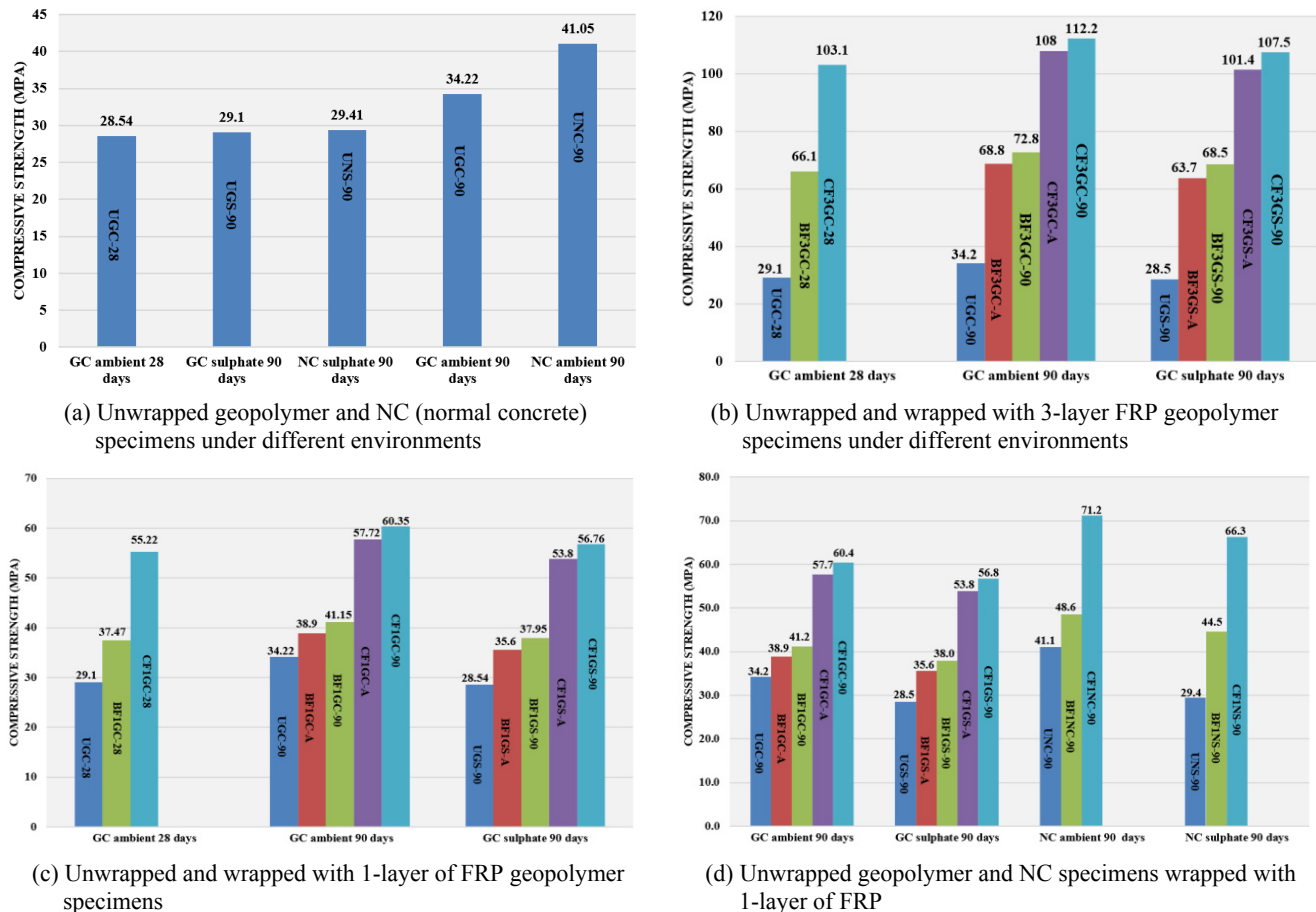 COMPRESSIVE STRENGTH (MPA)
45
40
35
30
25
20
15
10
5
0
28.54
29.1
29.41
34.22
41.05
UGC-28
UGS-90
UNS-90
UGC-90
UNC-90
GC ambient 28 days
GC sulphate 90 days
NC sulphate 90 days
GC ambient 90 days
NC ambient 90 days
(a) Unwrapped geopolymer and NC (normal concrete)
specimens under different environments
COMPRESSIVE STRENGTH (MPA)
120
100
80
60
40
20
0
29.1
66.1
103.1
34.2
68.8
72.8
108
112.2
28.5
63.7
68.5
101.4
107.5
UGC-28
BF3GC-28
CF3GC-28
UGC-90
BF3GC-A
BF3GC-90
CF3GC-A
CF3GC-90
UGS-90
BF3GS-A
BF3GS-90
CF3GS-A
CF3GS-90
GC ambient 28 days
GC ambient 90 days
GC sulphate 90 days
(b) Unwrapped and wrapped with 3-layer FRP geopolymer
specimens under different environments
COMPRESSIVE STRENGTH (MPA)
70
60
50
40
30
20
10
0
29.1
37.47
55.22
34.22
38.9
41.15
57.72
60.35
28.54
35.6
37.95
53.8
56.76
UGC-28
BF1GC-28
CF1GC-28
UGC-90
BF1GC-A
BF1GC-90
CF1GC-A
CF1GC-90
UGS-90
BF1GS-A
BF1GS-90
CF1GS-A
CF1GS-90
GC ambient 28 days
GC ambient 90 days
GC sulphate 90 days
(c) Unwrapped and wrapped with 1-layer of FRP geopolymer
specimens
COMPRESSIVE STRENGTH (MPA)
80.0
70.0
60.0
50.0
40.0
30.0
20.0
10.0
0.0
34.2
38.9
41.2
57.7
60.4
28.5
35.6
38.0
53.8
56.8
41.1
48.6
71.2
29.4
44.5
66.3
UGC-90
BF1GC-A
BF1GC-90
CF1GC-A
CF1GC-90
UGS-90
BF1GS-A
BF1GS-90
CF1GS-A
CF1GS-90
UNC-90
BF1NC-90
CF1NC-90
UNS-90
BF1NS-90
CF1NS-90
GC ambient 90 days
GC sulphate 90 days
NC ambient 90 days
NC sulphate 90 days
(d) Unwrapped geopolymer and NC specimens wrapped with
1-layer of FRP